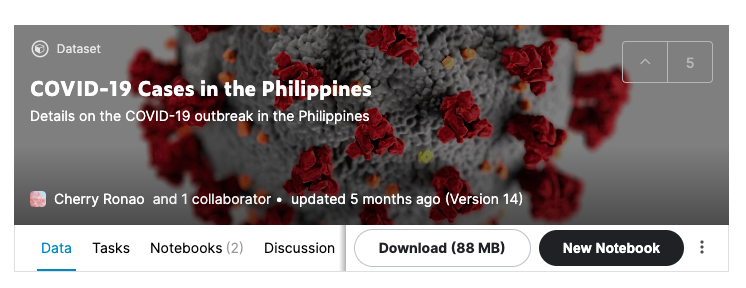 Dataset
5
COVID-19 Cases in the Philippines
Details on the COVID-19 outbreak in the Philippines
Cherry Ronao and 1 collaborator • updated 5 months ago (Version 14)
Data Tasks Notebooks (2) Discussion Download (88 MB) New Notebook